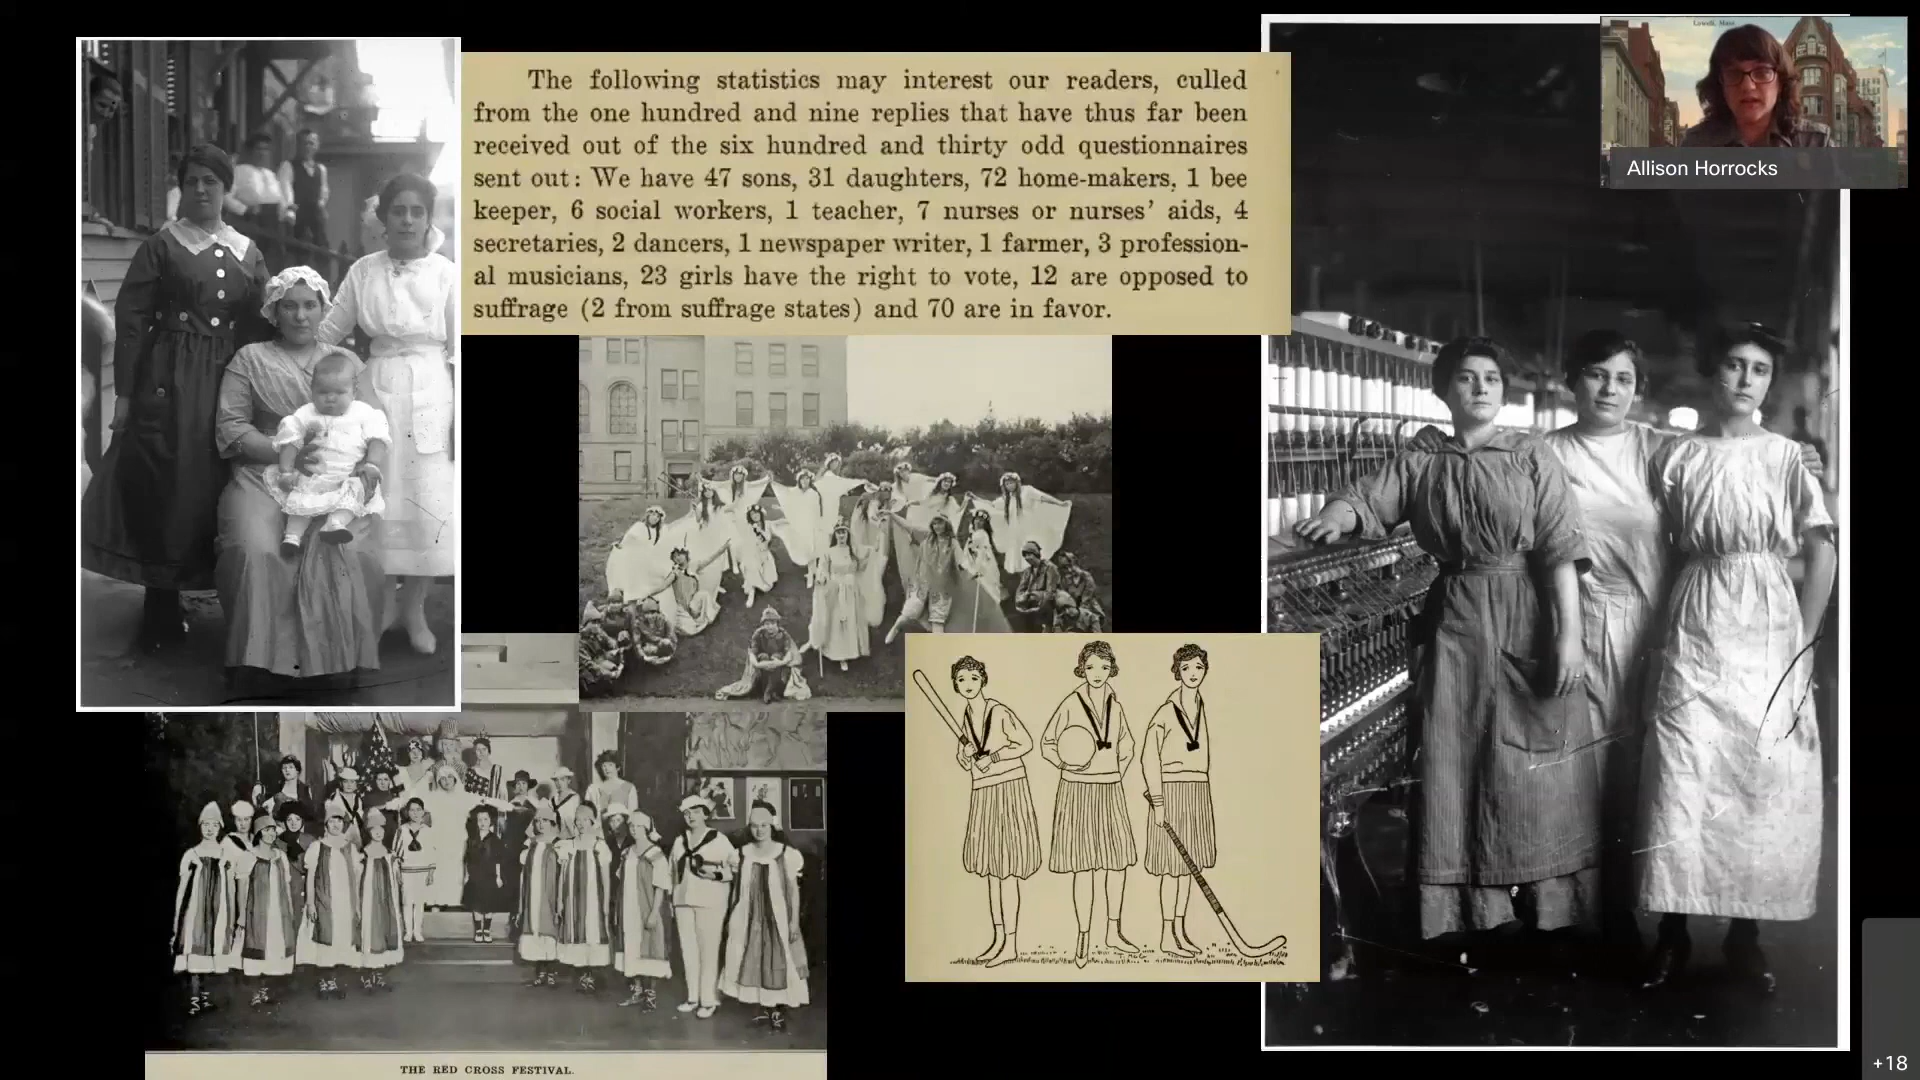 The following statistics may interest our readers, culled
from the one hundred and nine replies that have thus far been
received out of the six hundred and thirty odd questionnaires
sent out: We have 47 sons, 31 daughters, 72 home-makers, 1 bee
keeper, 6 social workers, 1 teacher, 7 nurses or nurses' aids, 4
secretaries, 2 dancers, 1 newspaper writer, 1 farmer, 3 profession-
al musicians, 23 girls have the right to vote, 12 are opposed to
suffrage (2 from suffrage states) and 70 are in favor.
Lowell, Mass
Allison Horrocks
THE RED CROSS FESTIVAL.
+18